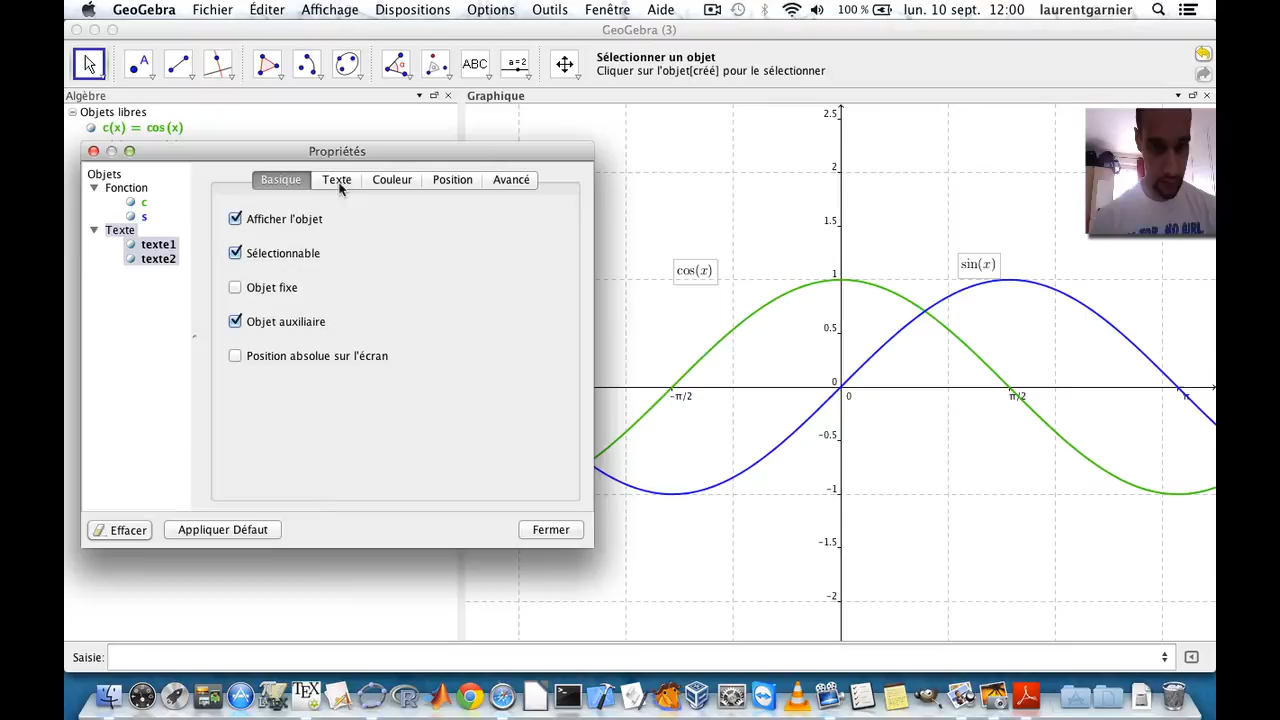 GeoGebra Fichier Éditer Affichage Dispositions Options Outils Fenêtre Aide 100 % lun. 10 sept. 12:00 laurentgarnier
GeoGebra (3)
ABC a=2
Sélectionner un objet
Cliquer sur l'objet[créé] pour le sélectionner
Algèbre
Graphique
Objets libres
c(x) = cos(x)
Propriétés
Objets
Fonction
c
s
Texte
texte1
texte2
Basique Texte Couleur Position Avancé
Afficher l'objet
Sélectionnable
Objet fixe
Objet auxiliaire
Position absolue sur l'écran
Effacer Appliquer Défaut Fermer
2.5
2
1.5
1
0.5
0
-0.5
-1
-1.5
-2
cos(x)
sin(x)
-π/2 0 π/2 π
Saisie:
TEX